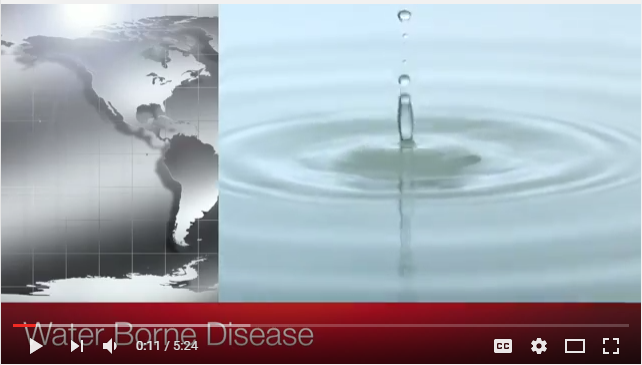 Water Borne Disease
0:11 / 5:24
CC